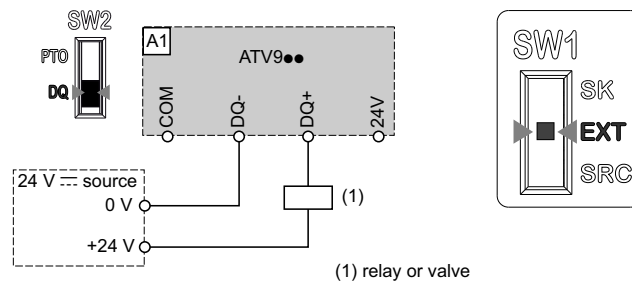 SW2
PTO
DQ
A1
ATV9●●
COM
DQ-
DQ+
24V
24 V ⎓ source
0 V
+24 V
(1)
(1) relay or valve
SW1
SK
EXT
SRC